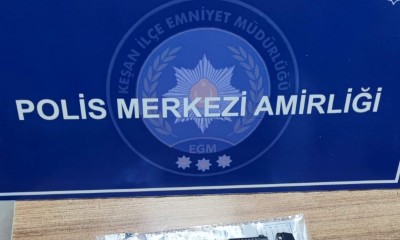 KEŞAN İLÇE EMNİYET MÜDÜRLÜĞÜ
POLİS MERKEZİ AMİRLİĞİ
EGM